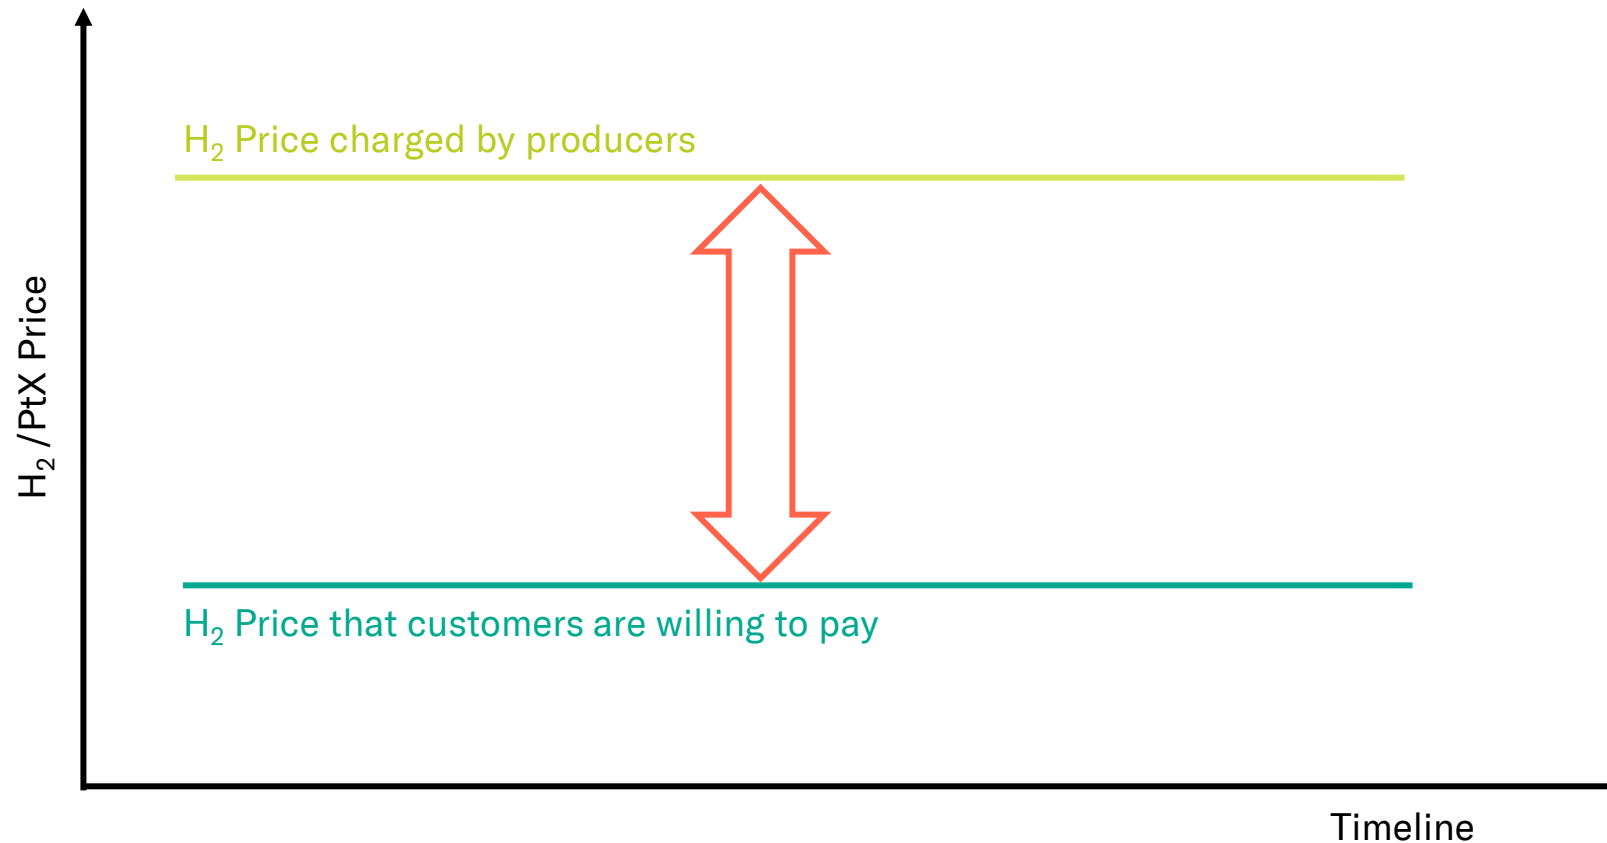 H₂ Price charged by producers
H₂ /PtX Price
H₂ Price that customers are willing to pay
Timeline